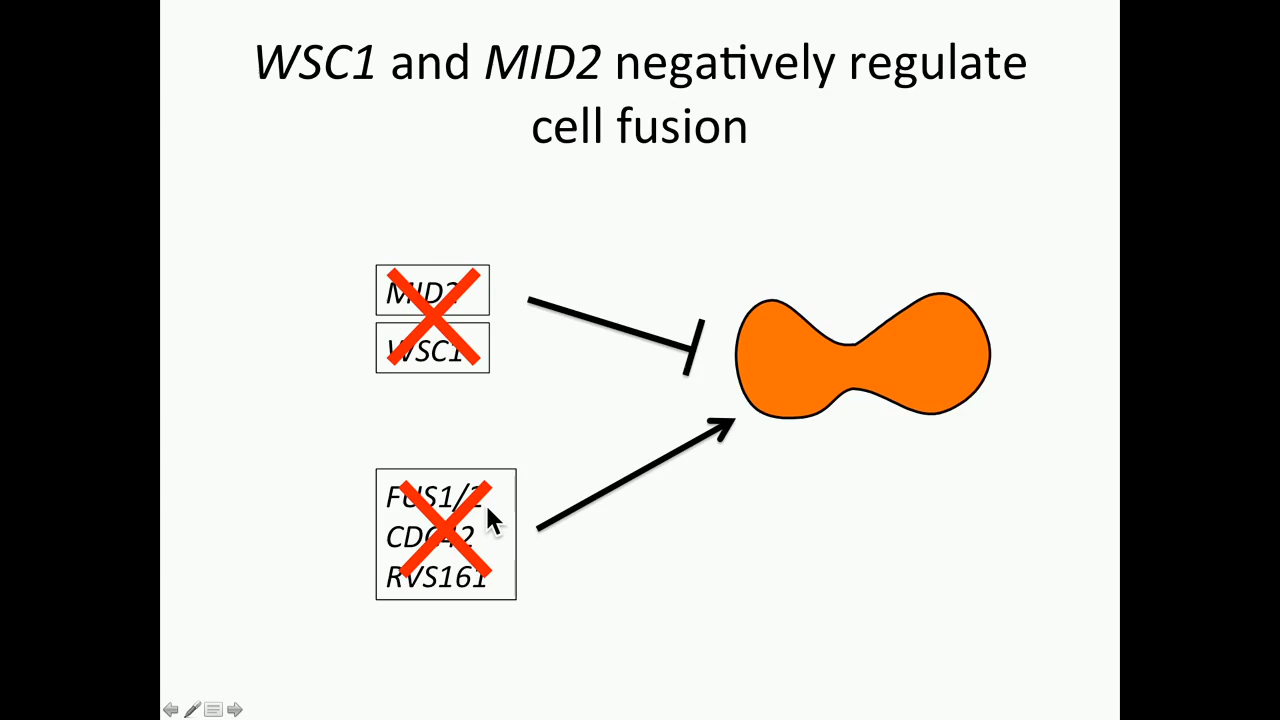 WSC1 and MID2 negatively regulate
cell fusion
MID2
WSC1
FUS1/2
CDC42
RVS161